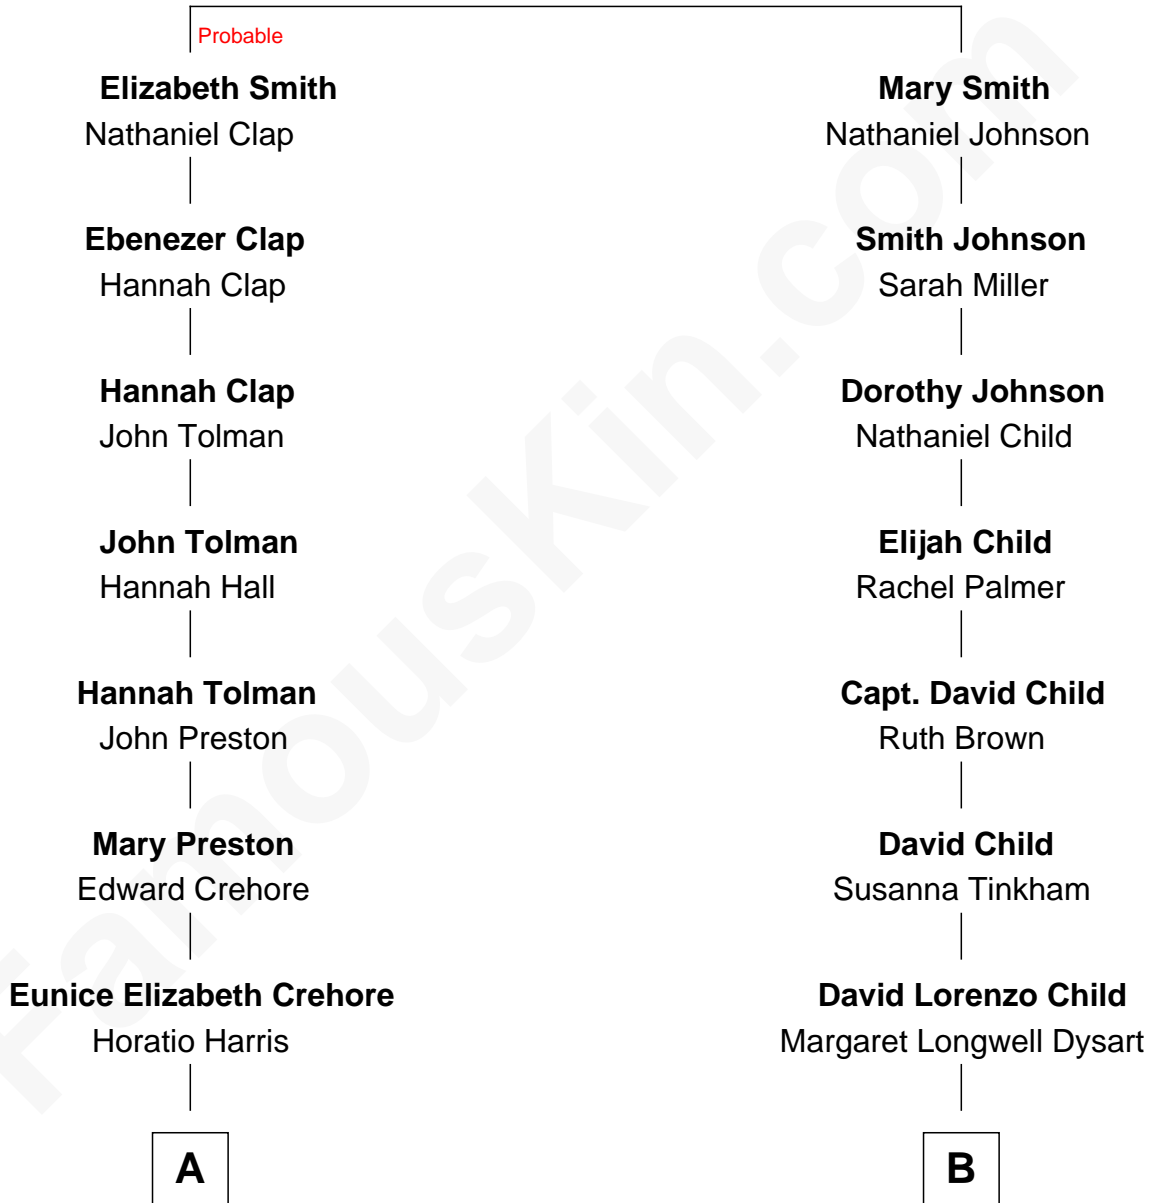 Probable
Elizabeth Smith
Nathaniel Clap
Mary Smith
Nathaniel Johnson
Ebenezer Clap
Hannah Clap
Smith Johnson
Sarah Miller
Hannah Clap
John Tolman
Dorothy Johnson
Nathaniel Child
John Tolman
Hannah Hall
Elijah Child
Rachel Palmer
Hannah Tolman
John Preston
Capt. David Child
Ruth Brown
Mary Preston
Edward Crehore
David Child
Susanna Tinkham
Eunice Elizabeth Crehore
Horatio Harris
David Lorenzo Child
Margaret Longwell Dysart
A
B
FamousKin.com